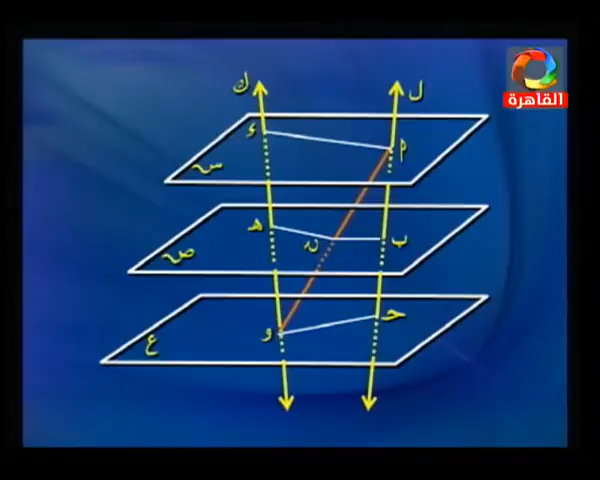 القاهرة
ل
ك
م
ء
س
ب
ن
هـ
ص
حـ
و
ع